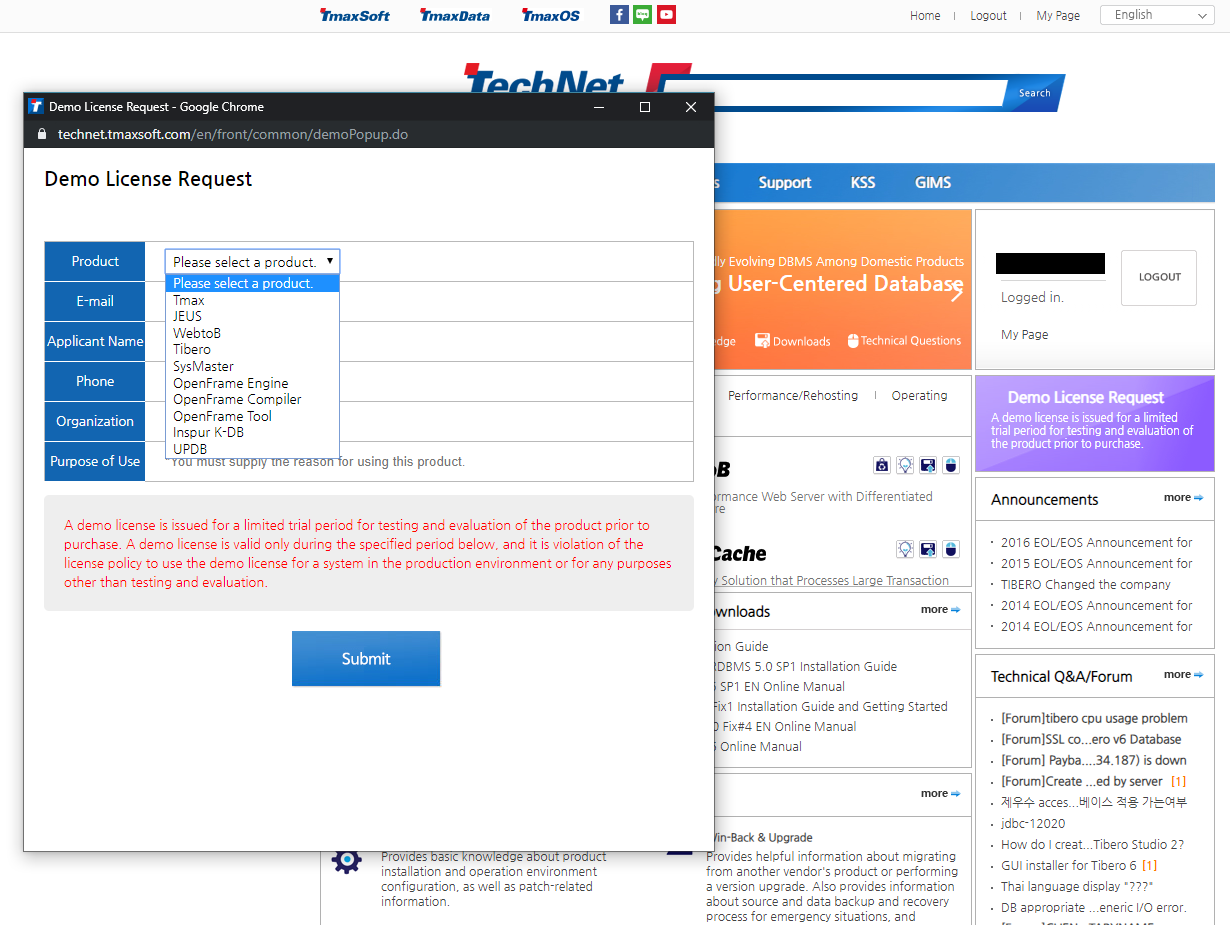 TmaxSoft TmaxData TmaxOS
Home Logout My Page English
TechNet
Search
Demo License Request - Google Chrome
technet.tmaxsoft.com/en/front/common/demoPopup.do
Demo License Request
Product
Please select a product.
Please select a product.
Tmax
JEUS
WebtoB
Tibero
SysMaster
OpenFrame Engine
OpenFrame Compiler
OpenFrame Tool
Inspur K-DB
UPDB
E-mail
Applicant Name
Phone
Organization
Purpose of Use
You must supply the reason for using this product.
A demo license is issued for a limited trial period for testing and evaluation of the product prior to
purchase. A demo license is valid only during the specified period below, and it is violation of the
license policy to use the demo license for a system in the production environment or for any purposes
other than testing and evaluation.
Submit
s Support KSS GIMS
lly Evolving DBMS Among Domestic Products
g User-Centered Database
edge Downloads Technical Questions
Logged in.
My Page
LOGOUT
Performance/Rehosting Operating
oB
ormance Web Server with Differentiated
re
Cache
y Solution that Processes Large Transaction
Demo License Request
A demo license is issued for a limited
trial period for testing and evaluation of
the product prior to purchase.
Announcements more
2016 EOL/EOS Announcement for
2015 EOL/EOS Announcement for
TIBERO Changed the company
2014 EOL/EOS Announcement for
2014 EOL/EOS Announcement for
ownloads more
ion Guide
RDBMS 5.0 SP1 Installation Guide
SP1 EN Online Manual
Fix1 Installation Guide and Getting Started
0 Fix#4 EN Online Manual
Online Manual
Technical Q&A/Forum more
[Forum]tibero cpu usage problem
[Forum]SSL co...ero v6 Database
[Forum] Payba....34.187) is down
[Forum]Create ...ed by server [1]
제우수 acces...베이스 적용 가는여부
jdbc-12020
How do I creat...Tibero Studio 2?
GUI installer for Tibero 6 [1]
Thai language display "???"
DB appropriate ...eneric I/O error.
more
Provides basic knowledge about product
installation and operation environment
configuration, as well as patch-related
information.
Win-Back & Upgrade
Provides helpful information about migrating
from another vendor's product or performing
a version upgrade. Also provides information
about source and data backup and recovery
process for emergency situations, and